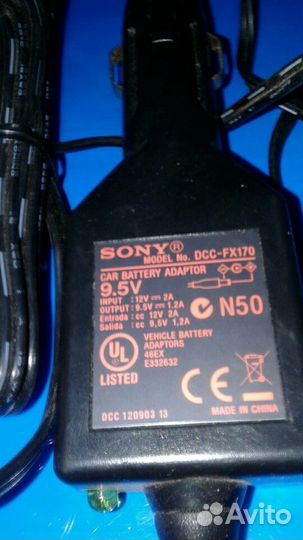 SONY®
MODEL No. DCC-FX170
CAR BATTERY ADAPTOR
9.5V
INPUT : 12V 2A
OUTPUT : 9.5V 1.2A
Entrada : cc 12V 2A
Salida : cc 9,5V 1,2A
N50
UL
LISTED
VEHICLE BATTERY
ADAPTORS
46EX
E332632
CE
DCC 120903 13
MADE IN CHINA
Avito